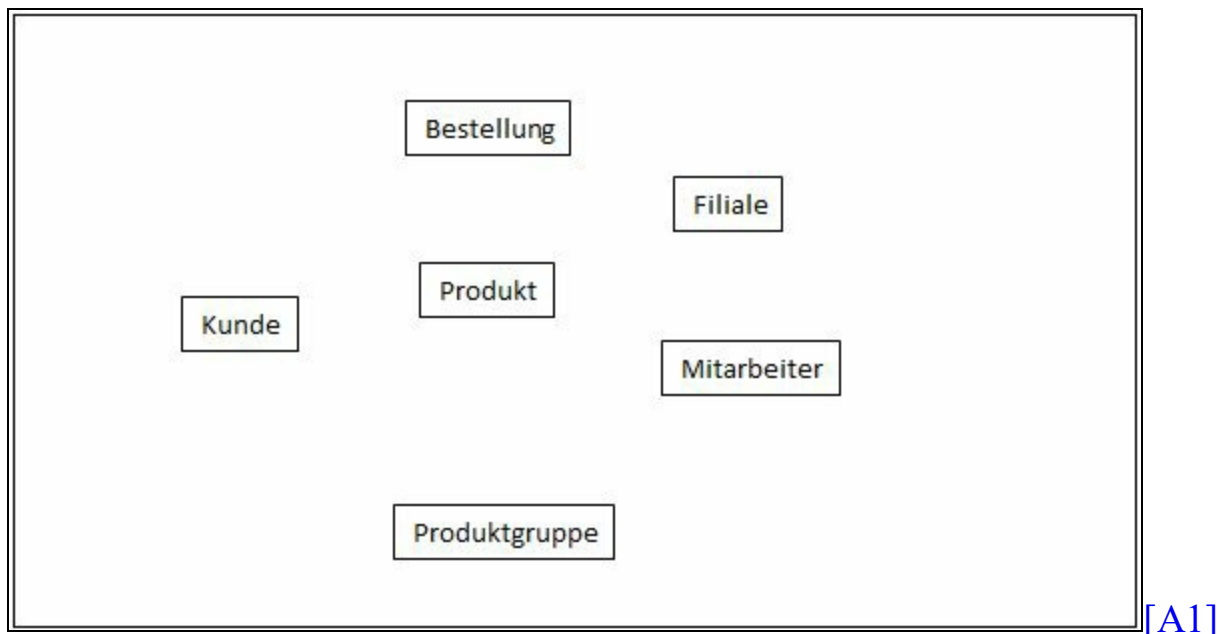 Bestellung
Filiale
Produkt
Kunde
Mitarbeiter
Produktgruppe
[A1]